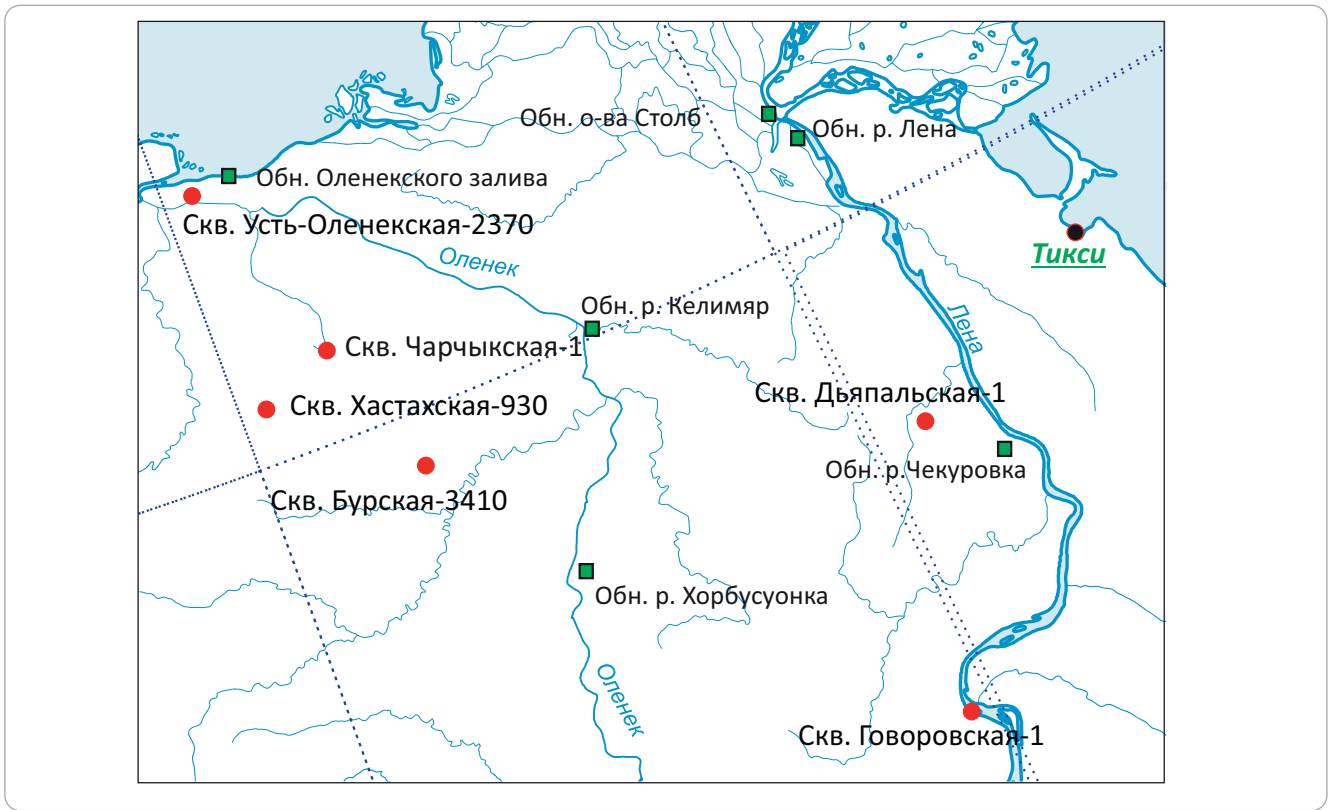 Обн. о-ва Столб
Обн. р. Лена
Обн. Оленекского залива
Скв. Усть-Оленекская-2370
Тикси
Оленек
Обн. р. Келимяр
Лена
Скв. Чарчыкская-1
Скв. Дьяпальская-1
Скв. Хастахская-930
Обн. р.Чекуровка
Скв. Бурская-3410
Обн. р. Хорбусуонка
Оленек
Скв. Говоровская-1